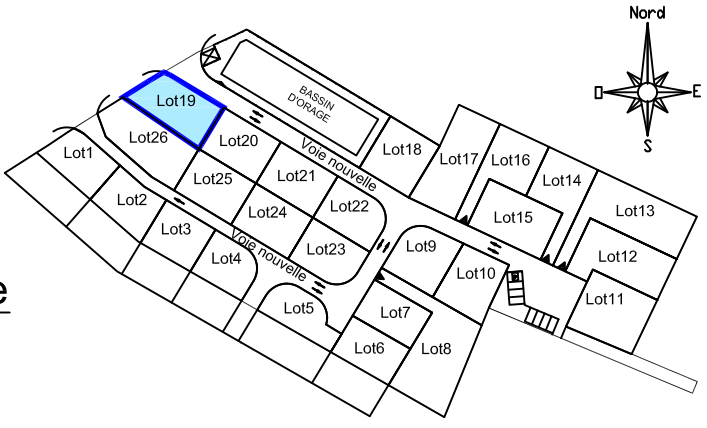 Nord
O
E
S
BASSIN
D'ORAGE
Lot19
Lot26
Lot20
Lot1
Voie nouvelle
Lot18
Lot17
Lot16
Lot14
Lot25
Lot21
Lot2
Lot24
Lot22
Lot15
Lot13
Lot3
Voie nouvelle
Lot23
Lot9
Lot4
Lot12
Lot10
Lot11
Lot5
Lot7
Lot6
Lot8
e